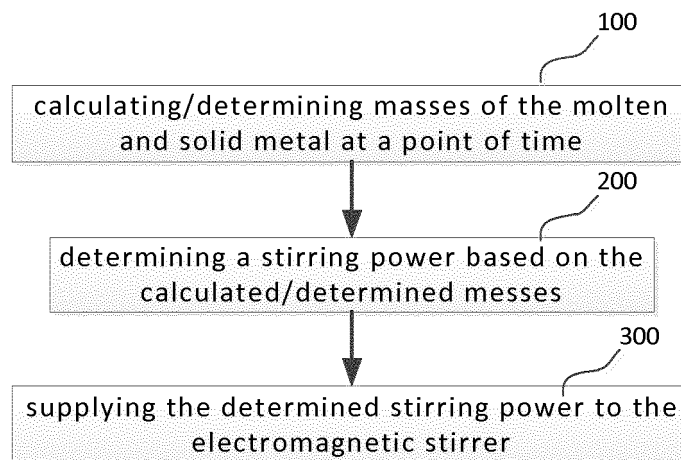 100
calculating/determining masses of the molten
and solid metal at a point of time
200
determining a stirring power based on the
calculated/determined messes
300
supplying the determined stirring power to the
electromagnetic stirrer